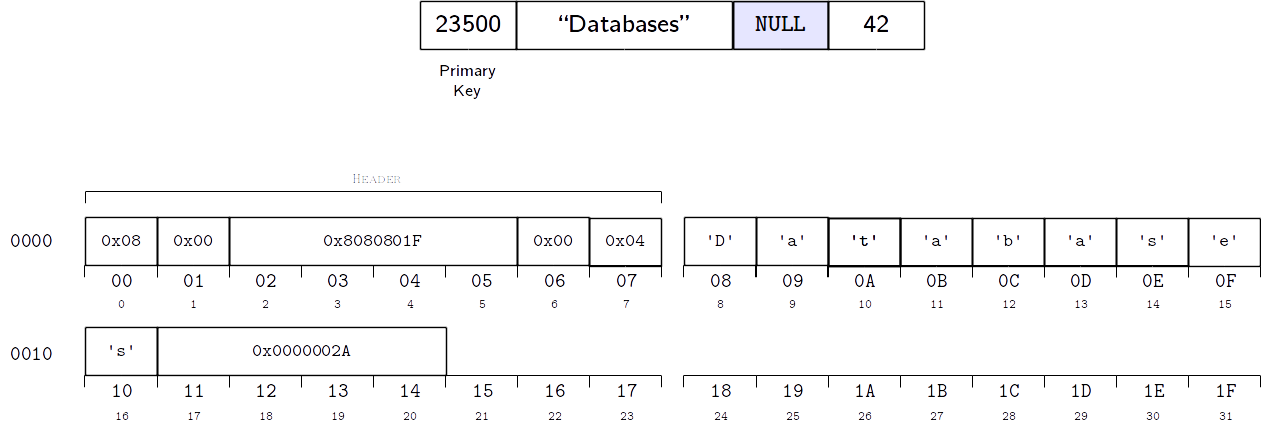 23500 “Databases” NULL 42
Primary
Key
Header
0000 0x08 0x00 0x8080801F 0x00 0x04 'D' 'a' 't' 'a' 'b' 'a' 's' 'e'
00 01 02 03 04 05 06 07 08 09 0A 0B 0C 0D 0E 0F
0 1 2 3 4 5 6 7 8 9 10 11 12 13 14 15
0010 's' 0x0000002A
10 11 12 13 14 15 16 17 18 19 1A 1B 1C 1D 1E 1F
16 17 18 19 20 21 22 23 24 25 26 27 28 29 30 31